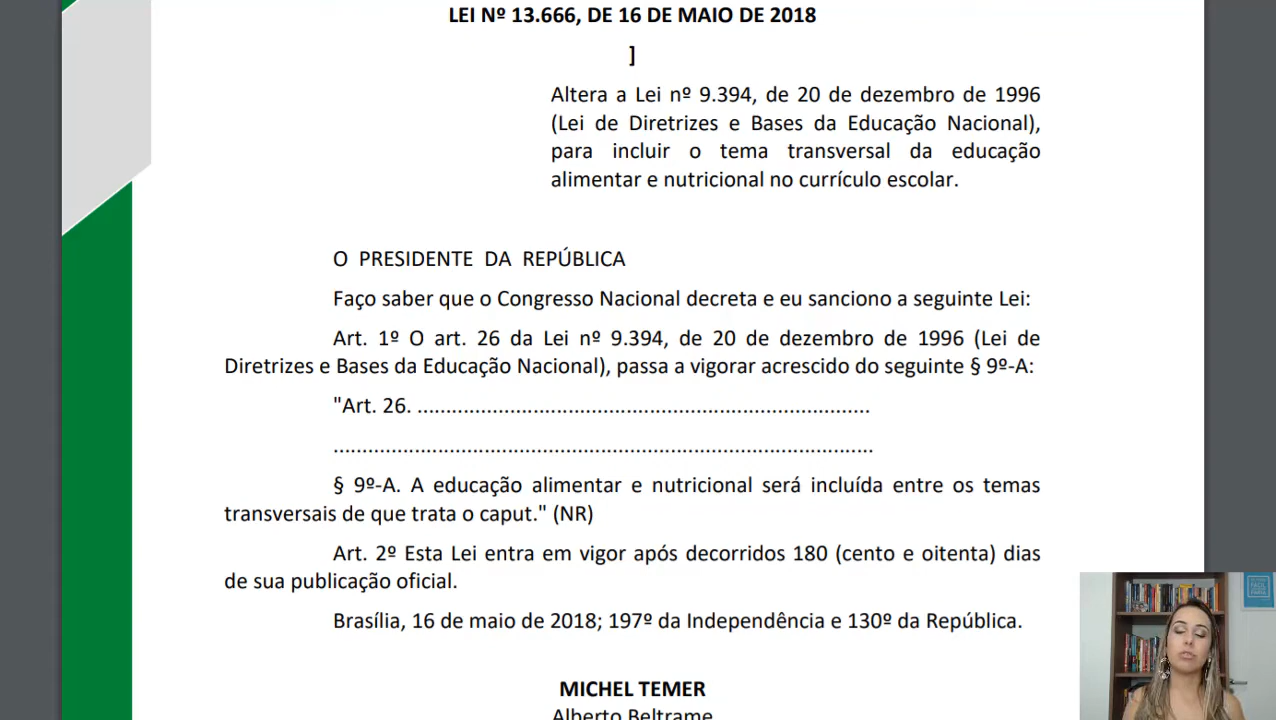 LEI Nº 13.666, DE 16 DE MAIO DE 2018
]
Altera a Lei nº 9.394, de 20 de dezembro de 1996
(Lei de Diretrizes e Bases da Educação Nacional),
para incluir o tema transversal da educação
alimentar e nutricional no currículo escolar.
O PRESIDENTE DA REPÚBLICA
Faço saber que o Congresso Nacional decreta e eu sanciono a seguinte Lei:
Art. 1º O art. 26 da Lei nº 9.394, de 20 de dezembro de 1996 (Lei de
Diretrizes e Bases da Educação Nacional), passa a vigorar acrescido do seguinte § 9º-A:
"Art. 26. ...............................................................................
..............................................................................................
§ 9º-A. A educação alimentar e nutricional será incluída entre os temas
transversais de que trata o caput." (NR)
Art. 2º Esta Lei entra em vigor após decorridos 180 (cento e oitenta) dias
de sua publicação oficial.
Brasília, 16 de maio de 2018; 197º da Independência e 130º da República.
MICHEL TEMER
Alberto Beltrame